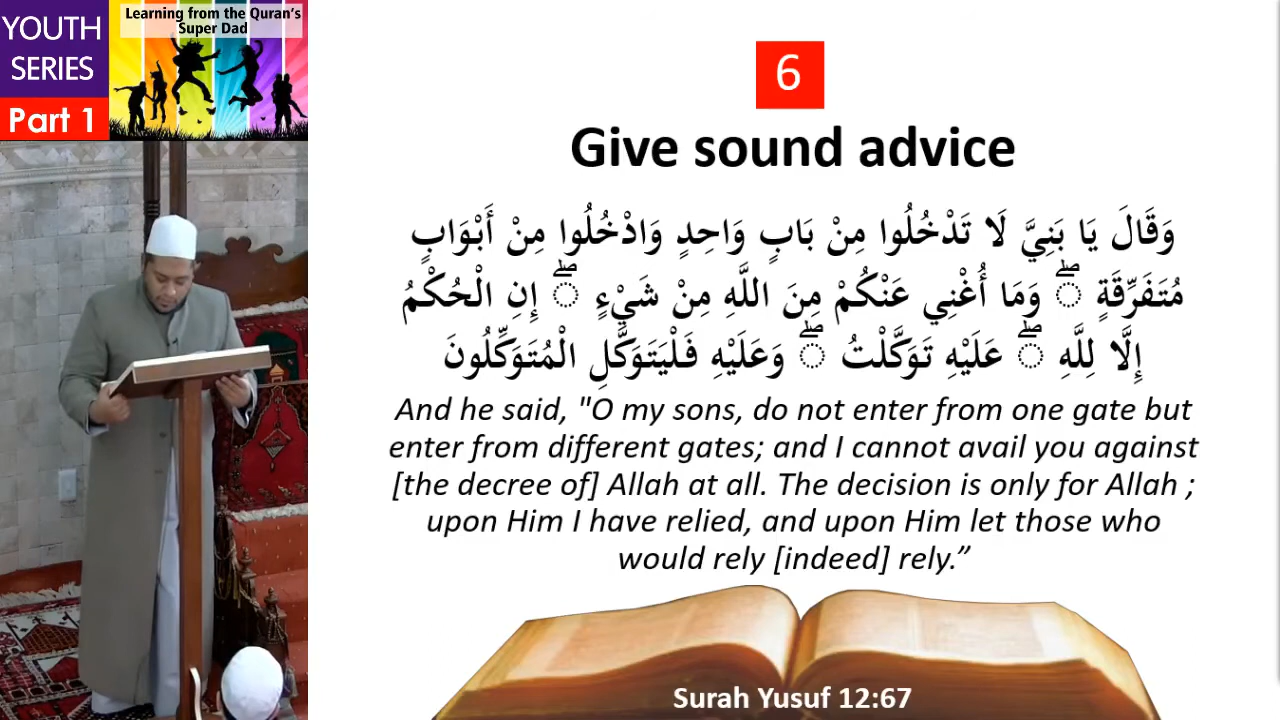 YOUTH
SERIES
Part 1
Learning from the Quran's
Super Dad
6
Give sound advice
وَقَالَ يَا بَنِيَّ لَا تَدْخُلُوا مِنْ بَابٍ وَاحِدٍ وَادْخُلُوا مِنْ أَبْوَابٍ
مُتَفَرِّقَةٍ ۖ وَمَا أُغْنِي عَنْكُمْ مِنَ اللَّهِ مِنْ شَيْءٍ ۖ إِنِ الْحُكْمُ
إِلَّا لِلَّهِ ۖ عَلَيْهِ تَوَكَّلْتُ ۖ وَعَلَيْهِ فَلْيَتَوَكَّلِ الْمُتَوَكِّلُونَ
And he said, "O my sons, do not enter from one gate but
enter from different gates; and I cannot avail you against
[the decree of] Allah at all. The decision is only for Allah ;
upon Him I have relied, and upon Him let those who
would rely [indeed] rely.”
Surah Yusuf 12:67